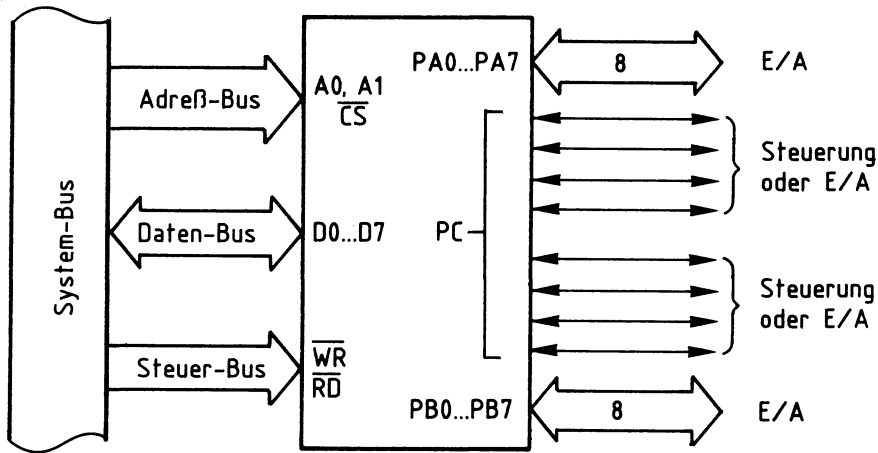 System-Bus
Adreß-Bus
A0, A1
CS
Daten-Bus
D0...D7
Steuer-Bus
WR
RD
PA0...PA7
8
E/A
PC
Steuerung
oder E/A
Steuerung
oder E/A
PB0...PB7
8
E/A